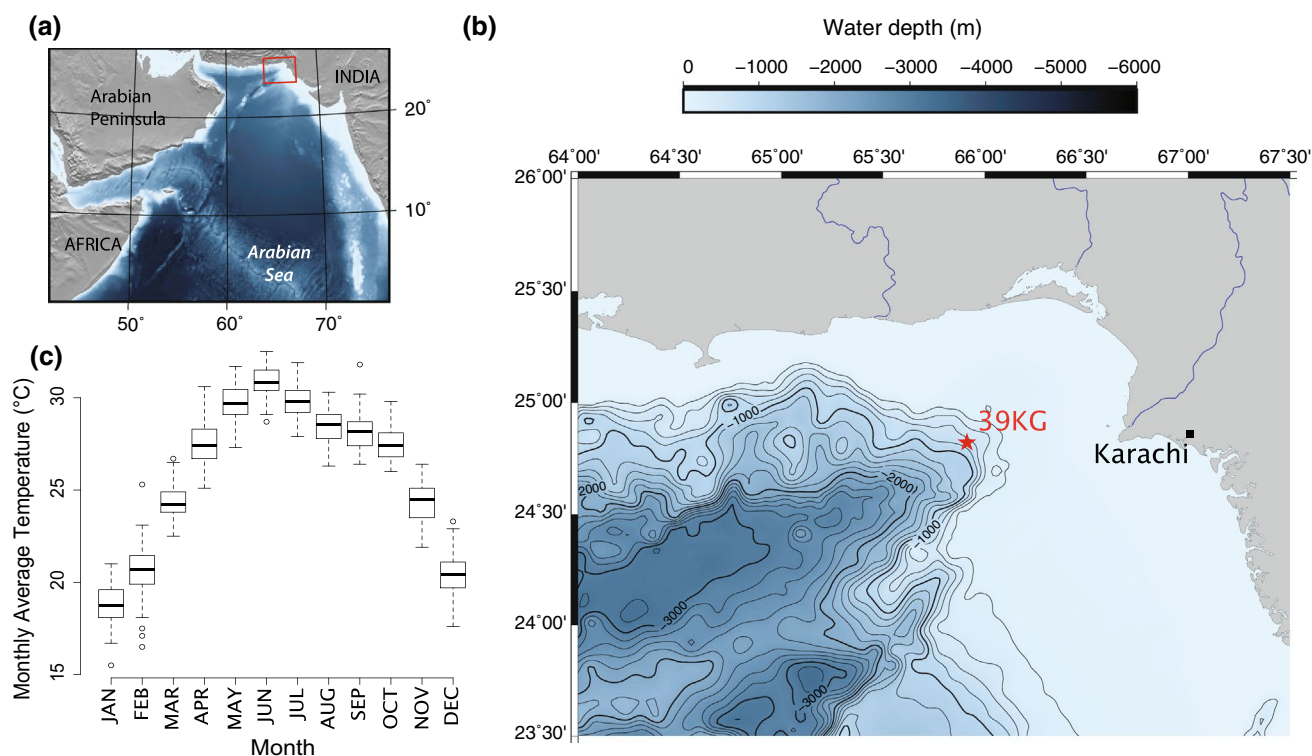 (a)
INDIA
Arabian
Peninsula
20°
10°
AFRICA
Arabian
Sea
50° 60° 70°
(b)
Water depth (m)
0 −1000 −2000 −3000 −4000 −5000 −6000
64°00' 64°30' 65°00' 65°30' 66°00' 66°30' 67°00' 67°30'
26°00'
25°30'
25°00'
24°30'
24°00'
23°30'
−1000
39KG
Karachi
2000
−2000
−1000
−3000
−3000
(c)
Monthly Average Temperature (°C)
30
25
20
15
JAN FEB MAR APR MAY JUN JUL AUG SEP OCT NOV DEC
Month